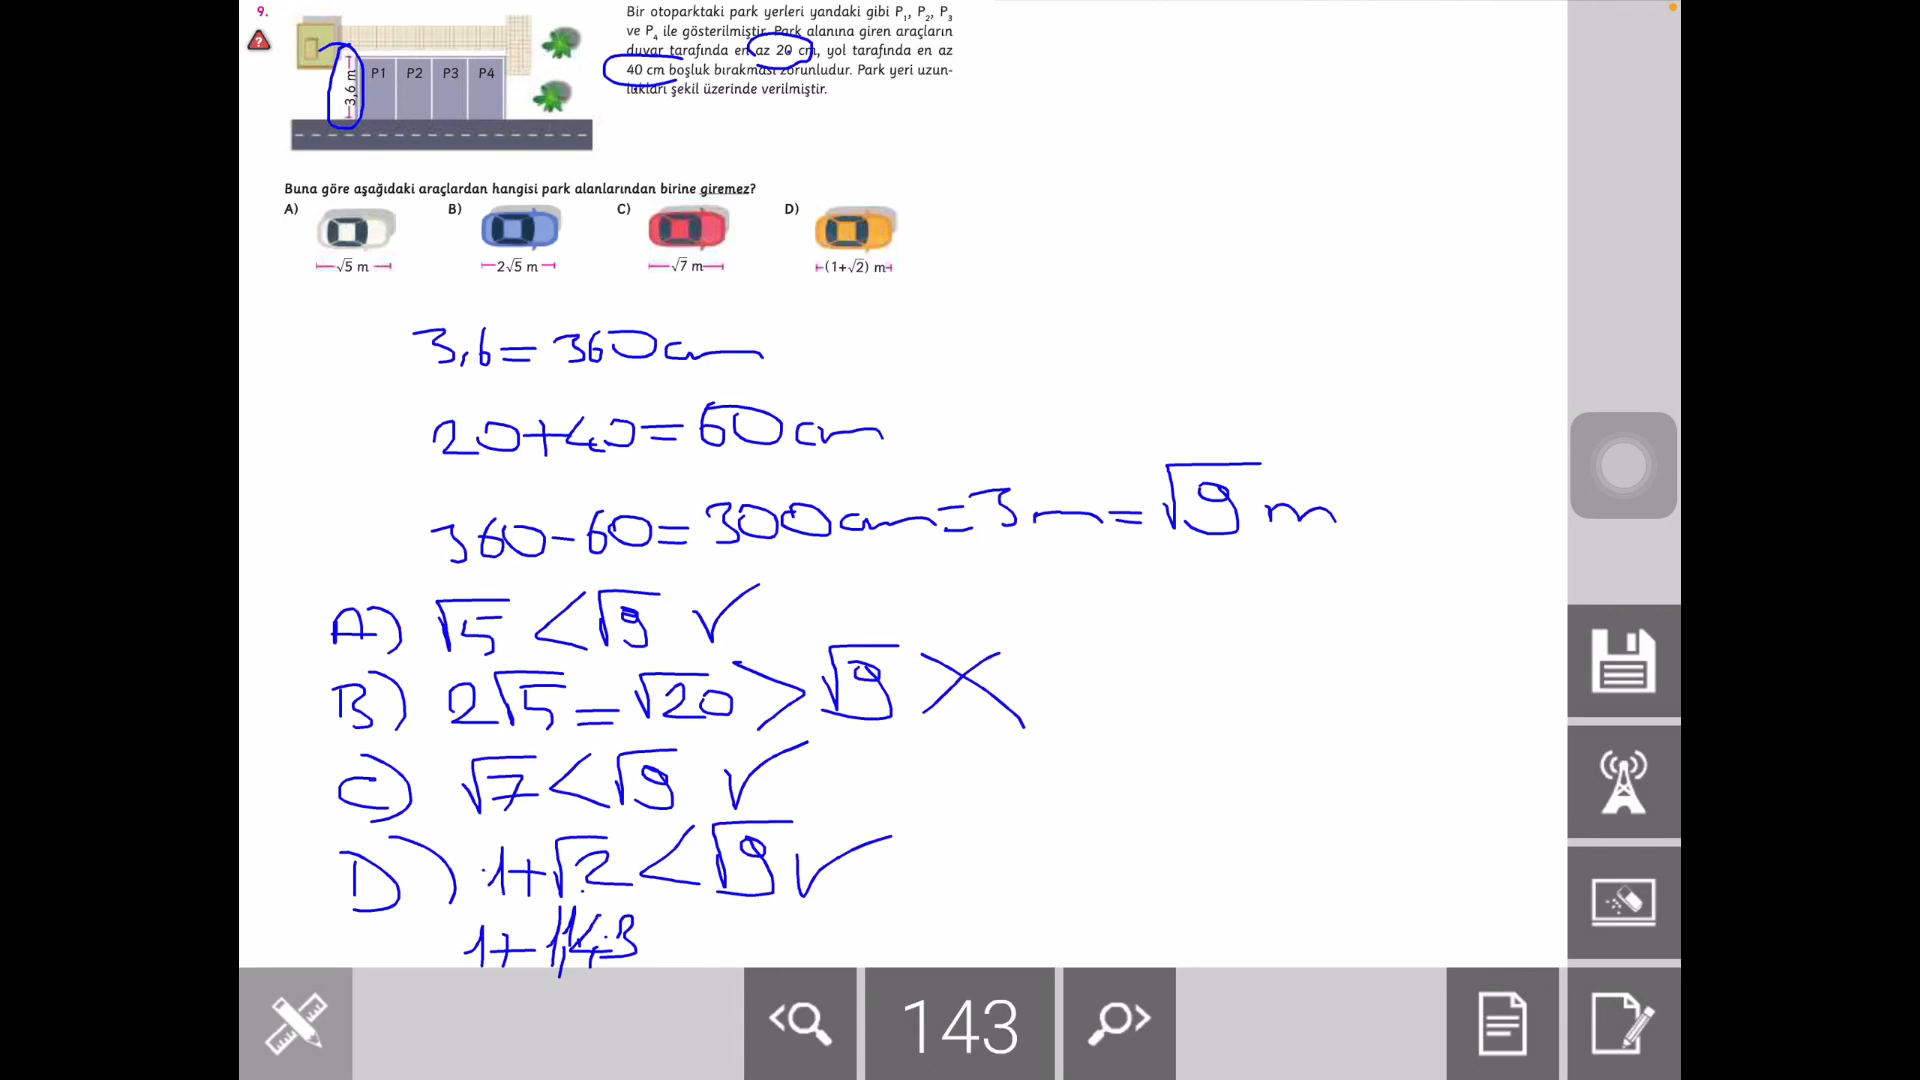 9.
Bir otoparktaki park yerleri yandaki gibi P₁, P₂, P₃
ve P₄ ile gösterilmiştir. Park alanına giren araçların
duvar tarafında en az 20 cm, yol tarafında en az
40 cm boşluk bırakması zorunludur. Park yeri uzun-
lukları şekil üzerinde verilmiştir.
3,6 m
P1 P2 P3 P4
Buna göre aşağıdaki araçlardan hangisi park alanlarından birine giremez?
A) B) C) D)
√5 m 2√5 m √7 m (1+√2) m
3,6 = 360 cm
20+40 = 60 cm
360-60 = 300 cm = 3 m = √9 m
A) √5 < √9 ✓
B) 2√5 = √20 > √9 X
C) √7 < √9 ✓
D) 1+√2 < √9 ✓
1+
143